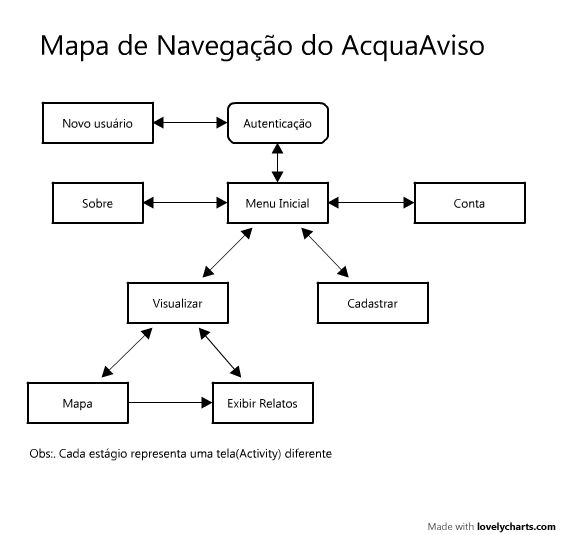 Mapa de Navegação do AcquaAviso
Novo usuário
Autenticação
Sobre
Menu Inicial
Conta
Visualizar
Cadastrar
Mapa
Exibir Relatos
Obs:. Cada estágio representa uma tela(Activity) diferente
Made with lovelycharts.com